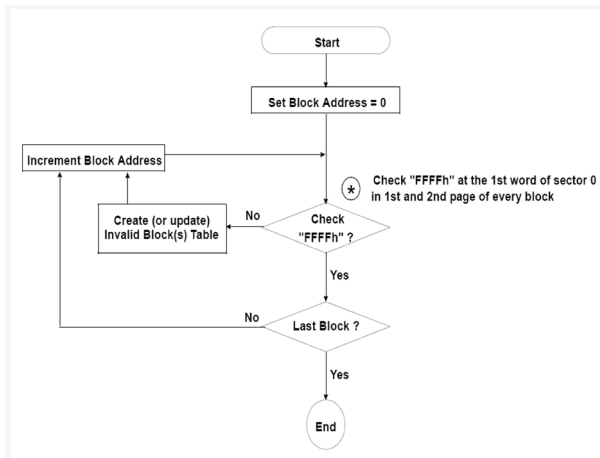 Start
Set Block Address = 0
Increment Block Address
*
Check "FFFFh" at the 1st word of sector 0
in 1st and 2nd page of every block
Create (or update)
Invalid Block(s) Table
No
Check
"FFFFh" ?
Yes
No
Last Block ?
Yes
End